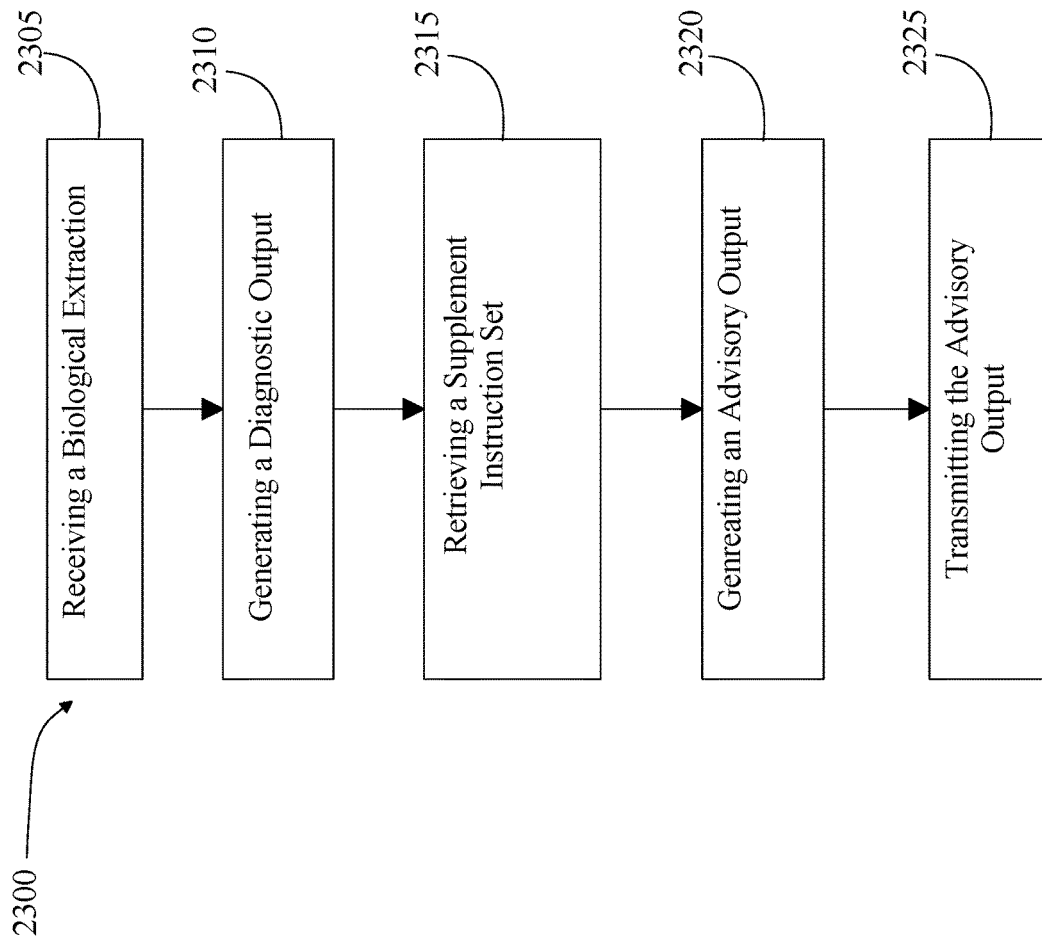 2300
2305
Receiving a Biological Extraction
2310
Generating a Diagnostic Output
2315
Retrieving a Supplement
Instruction Set
2320
Genreating an Advisory Output
2325
Transmitting the Advisory
Output